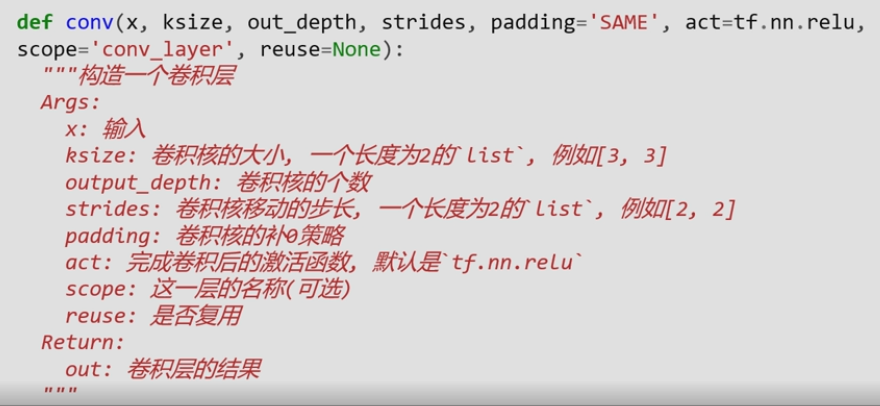 def conv(x, ksize, out_depth, strides, padding='SAME', act=tf.nn.relu,
scope='conv_layer', reuse=None):
"""构造一个卷积层
Args:
x: 输入
ksize: 卷积核的大小, 一个长度为2的`list`, 例如[3, 3]
output_depth: 卷积核的个数
strides: 卷积核移动的步长, 一个长度为2的`list`, 例如[2, 2]
padding: 卷积核的补0策略
act: 完成卷积后的激活函数, 默认是`tf.nn.relu`
scope: 这一层的名称(可选)
reuse: 是否复用
Return:
out: 卷积层的结果
"""